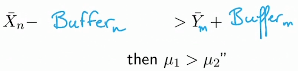 X̄ₙ− Bufferₙ > Ȳₘ+ Bufferₘ
then μ₁ > μ₂"